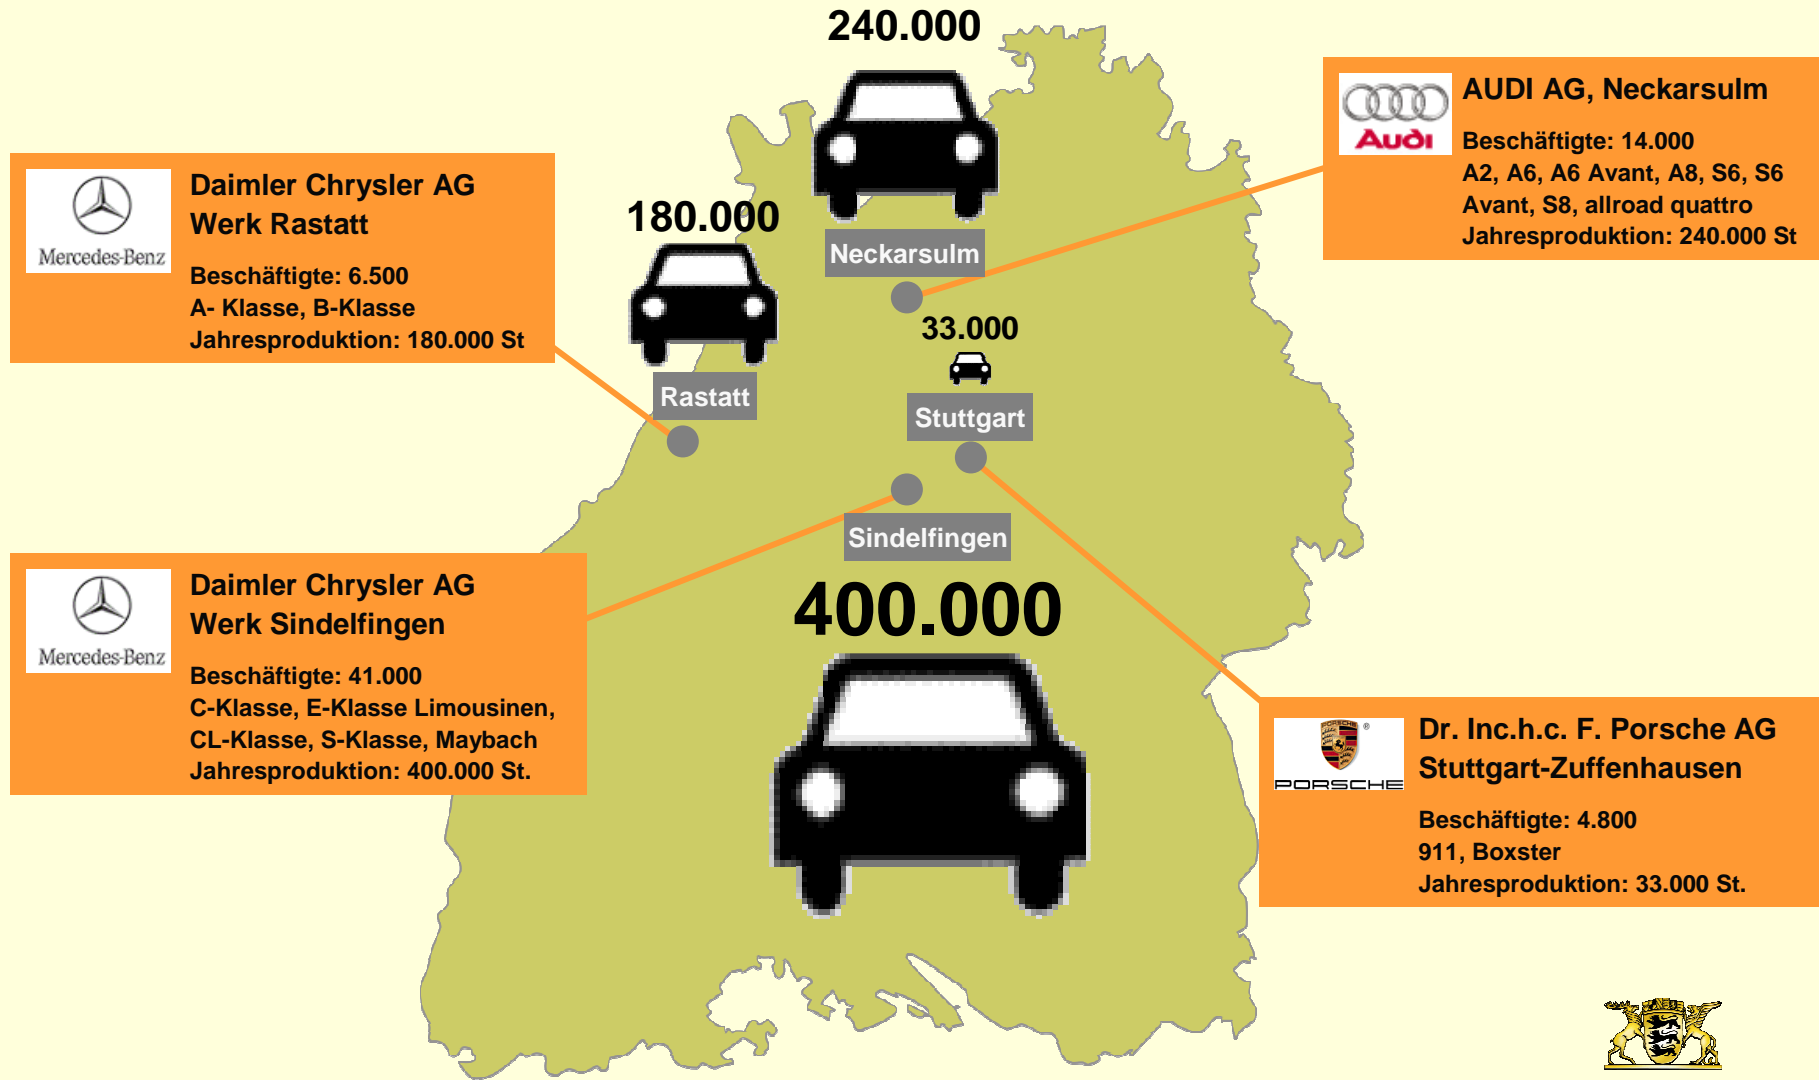 240.000
AUDI AG, Neckarsulm
Audi
Beschäftigte: 14.000
A2, A6, A6 Avant, A8, S6, S6
Avant, S8, allroad quattro
Jahresproduktion: 240.000 St
Daimler Chrysler AG
Werk Rastatt
Mercedes-Benz
Beschäftigte: 6.500
A- Klasse, B-Klasse
Jahresproduktion: 180.000 St
180.000
Neckarsulm
33.000
Rastatt
Stuttgart
Sindelfingen
400.000
Daimler Chrysler AG
Werk Sindelfingen
Mercedes-Benz
Beschäftigte: 41.000
C-Klasse, E-Klasse Limousinen,
CL-Klasse, S-Klasse, Maybach
Jahresproduktion: 400.000 St.
PORSCHE
®
PORSCHE
Dr. Inc.h.c. F. Porsche AG
Stuttgart-Zuffenhausen
Beschäftigte: 4.800
911, Boxster
Jahresproduktion: 33.000 St.